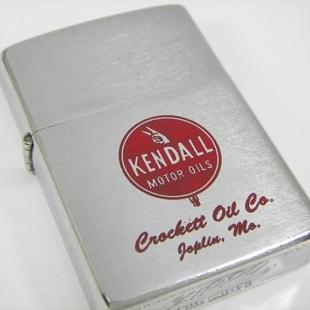 KENDALL
MOTOR OILS
Crockett Oil Co.
Joplin, Mo.